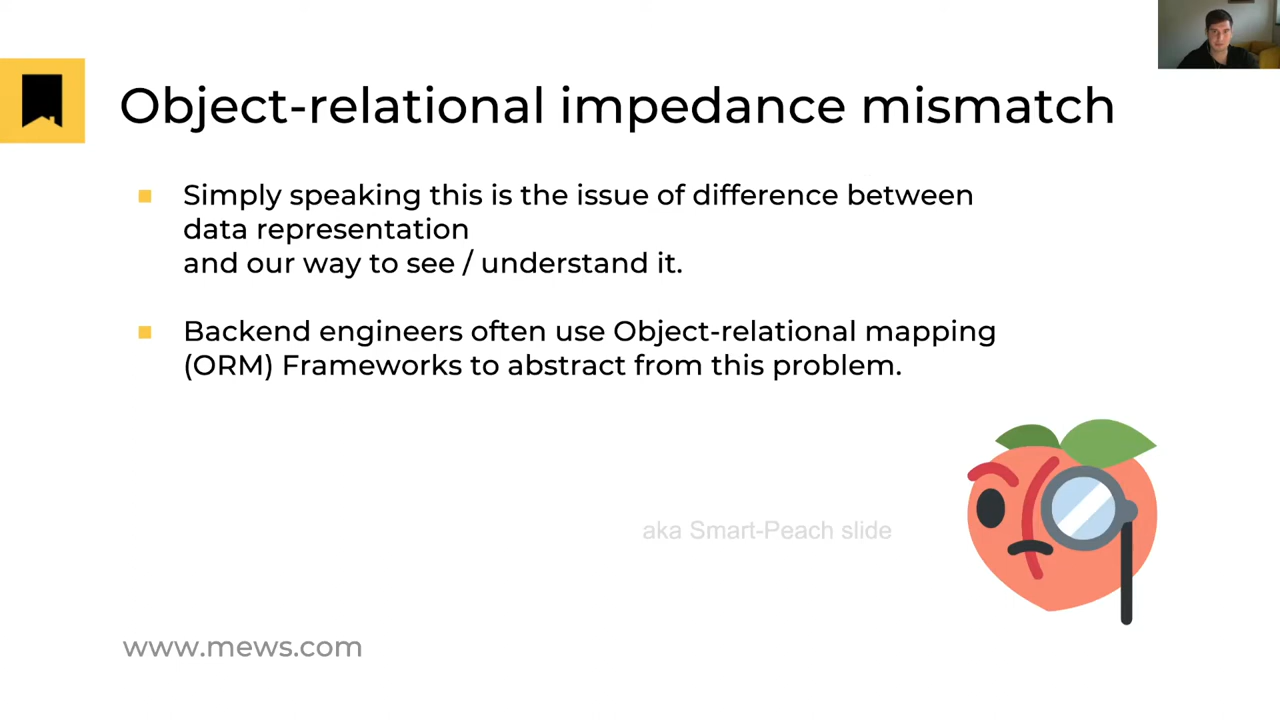 Object-relational impedance mismatch
Simply speaking this is the issue of difference between
data representation
and our way to see / understand it.
Backend engineers often use Object-relational mapping
(ORM) Frameworks to abstract from this problem.
aka Smart-Peach slide
www.mews.com